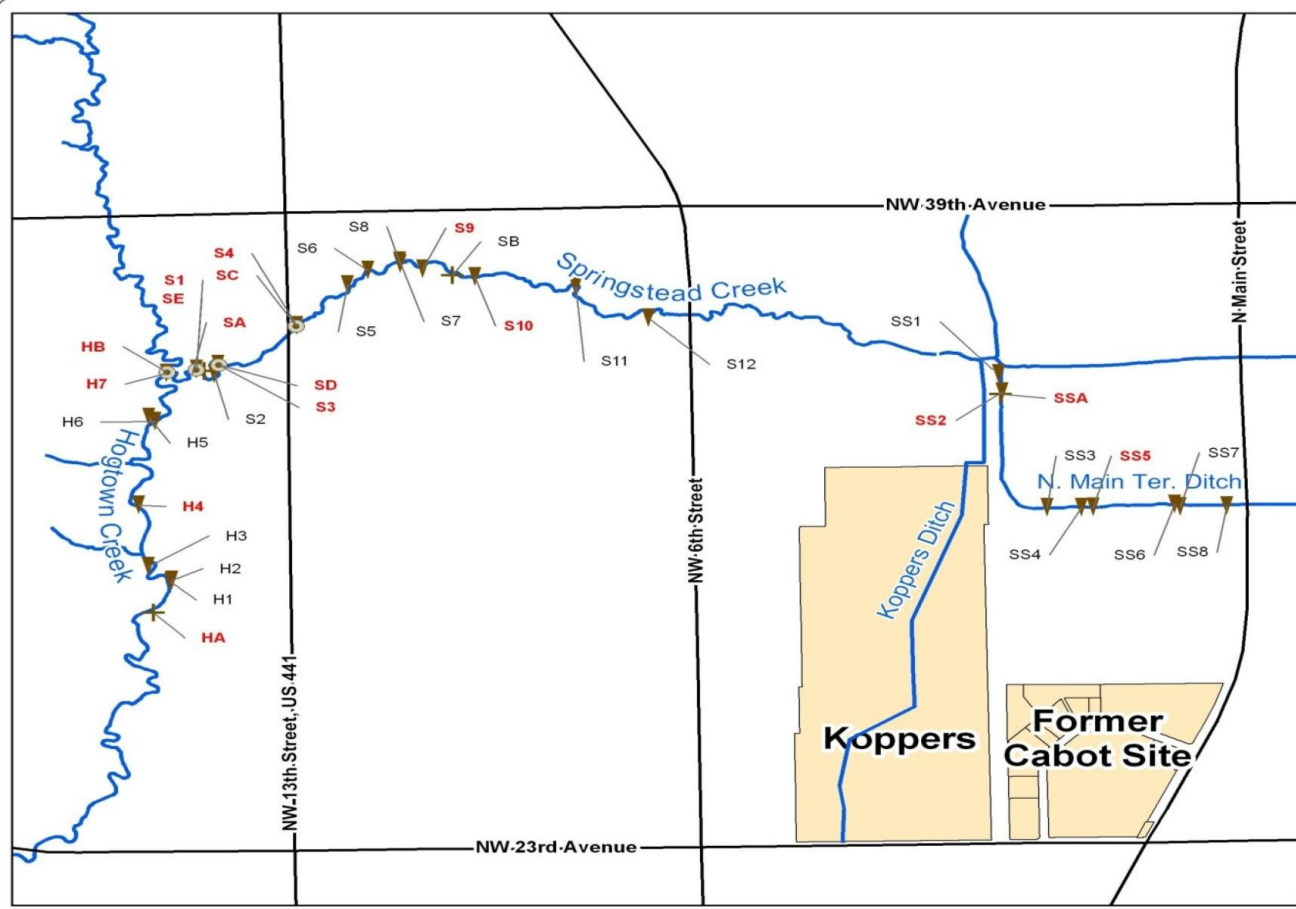 NW 39th Avenue
N Main Street
S8
S9
S6
SB
S4
S1
SC
SE
Springstead Creek
SA
S5
S7
S10
SS1
HB
S11
S12
H7
SD
S3
SSA
S2
SS2
H6
H5
SS3
SS5
SS7
N. Main Ter. Ditch
Hogtown Creek
H4
NW 6th Street
Koppers Ditch
H3
SS4
SS6
SS8
H2
H1
HA
NW 13th Street, US 441
Koppers
Former
Cabot Site
NW 23rd Avenue